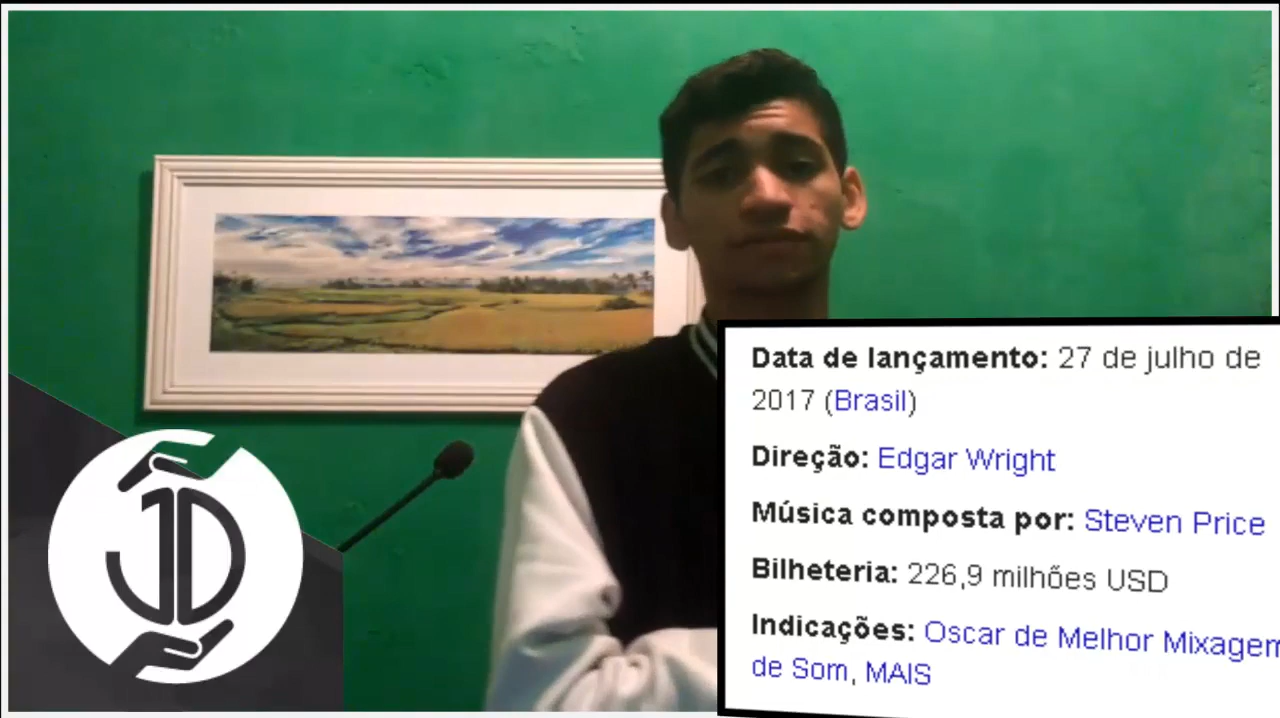 JD
Data de lançamento: 27 de julho de
2017 (Brasil)
Direção: Edgar Wright
Música composta por: Steven Price
Bilheteria: 226,9 milhões USD
Indicações: Oscar de Melhor Mixagem
de Som, MAIS